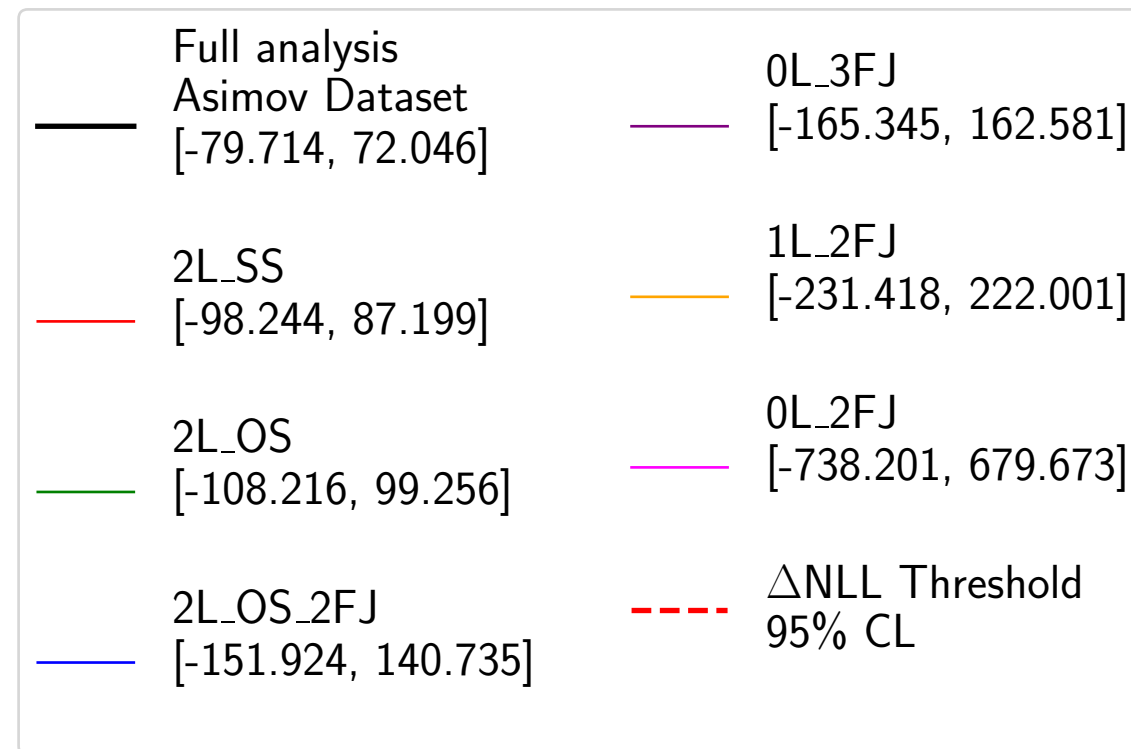 Full analysis
Asimov Dataset
[-79.714, 72.046]
2L_SS
[-98.244, 87.199]
2L_OS
[-108.216, 99.256]
2L_OS_2FJ
[-151.924, 140.735]
0L_3FJ
[-165.345, 162.581]
1L_2FJ
[-231.418, 222.001]
0L_2FJ
[-738.201, 679.673]
ΔNLL Threshold
95% CL